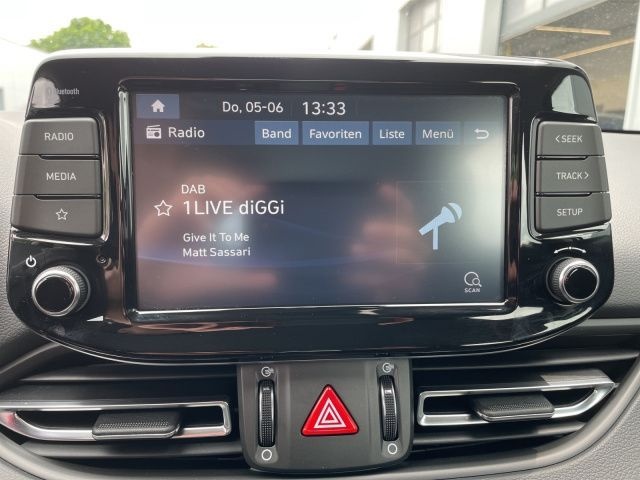 Bluetooth
Do, 05-06 13:33
Radio Band Favoriten Liste Menü
DAB
1LIVE diGGi
Give It To Me
Matt Sassari
SCAN
RADIO
MEDIA
< SEEK
TRACK >
SETUP